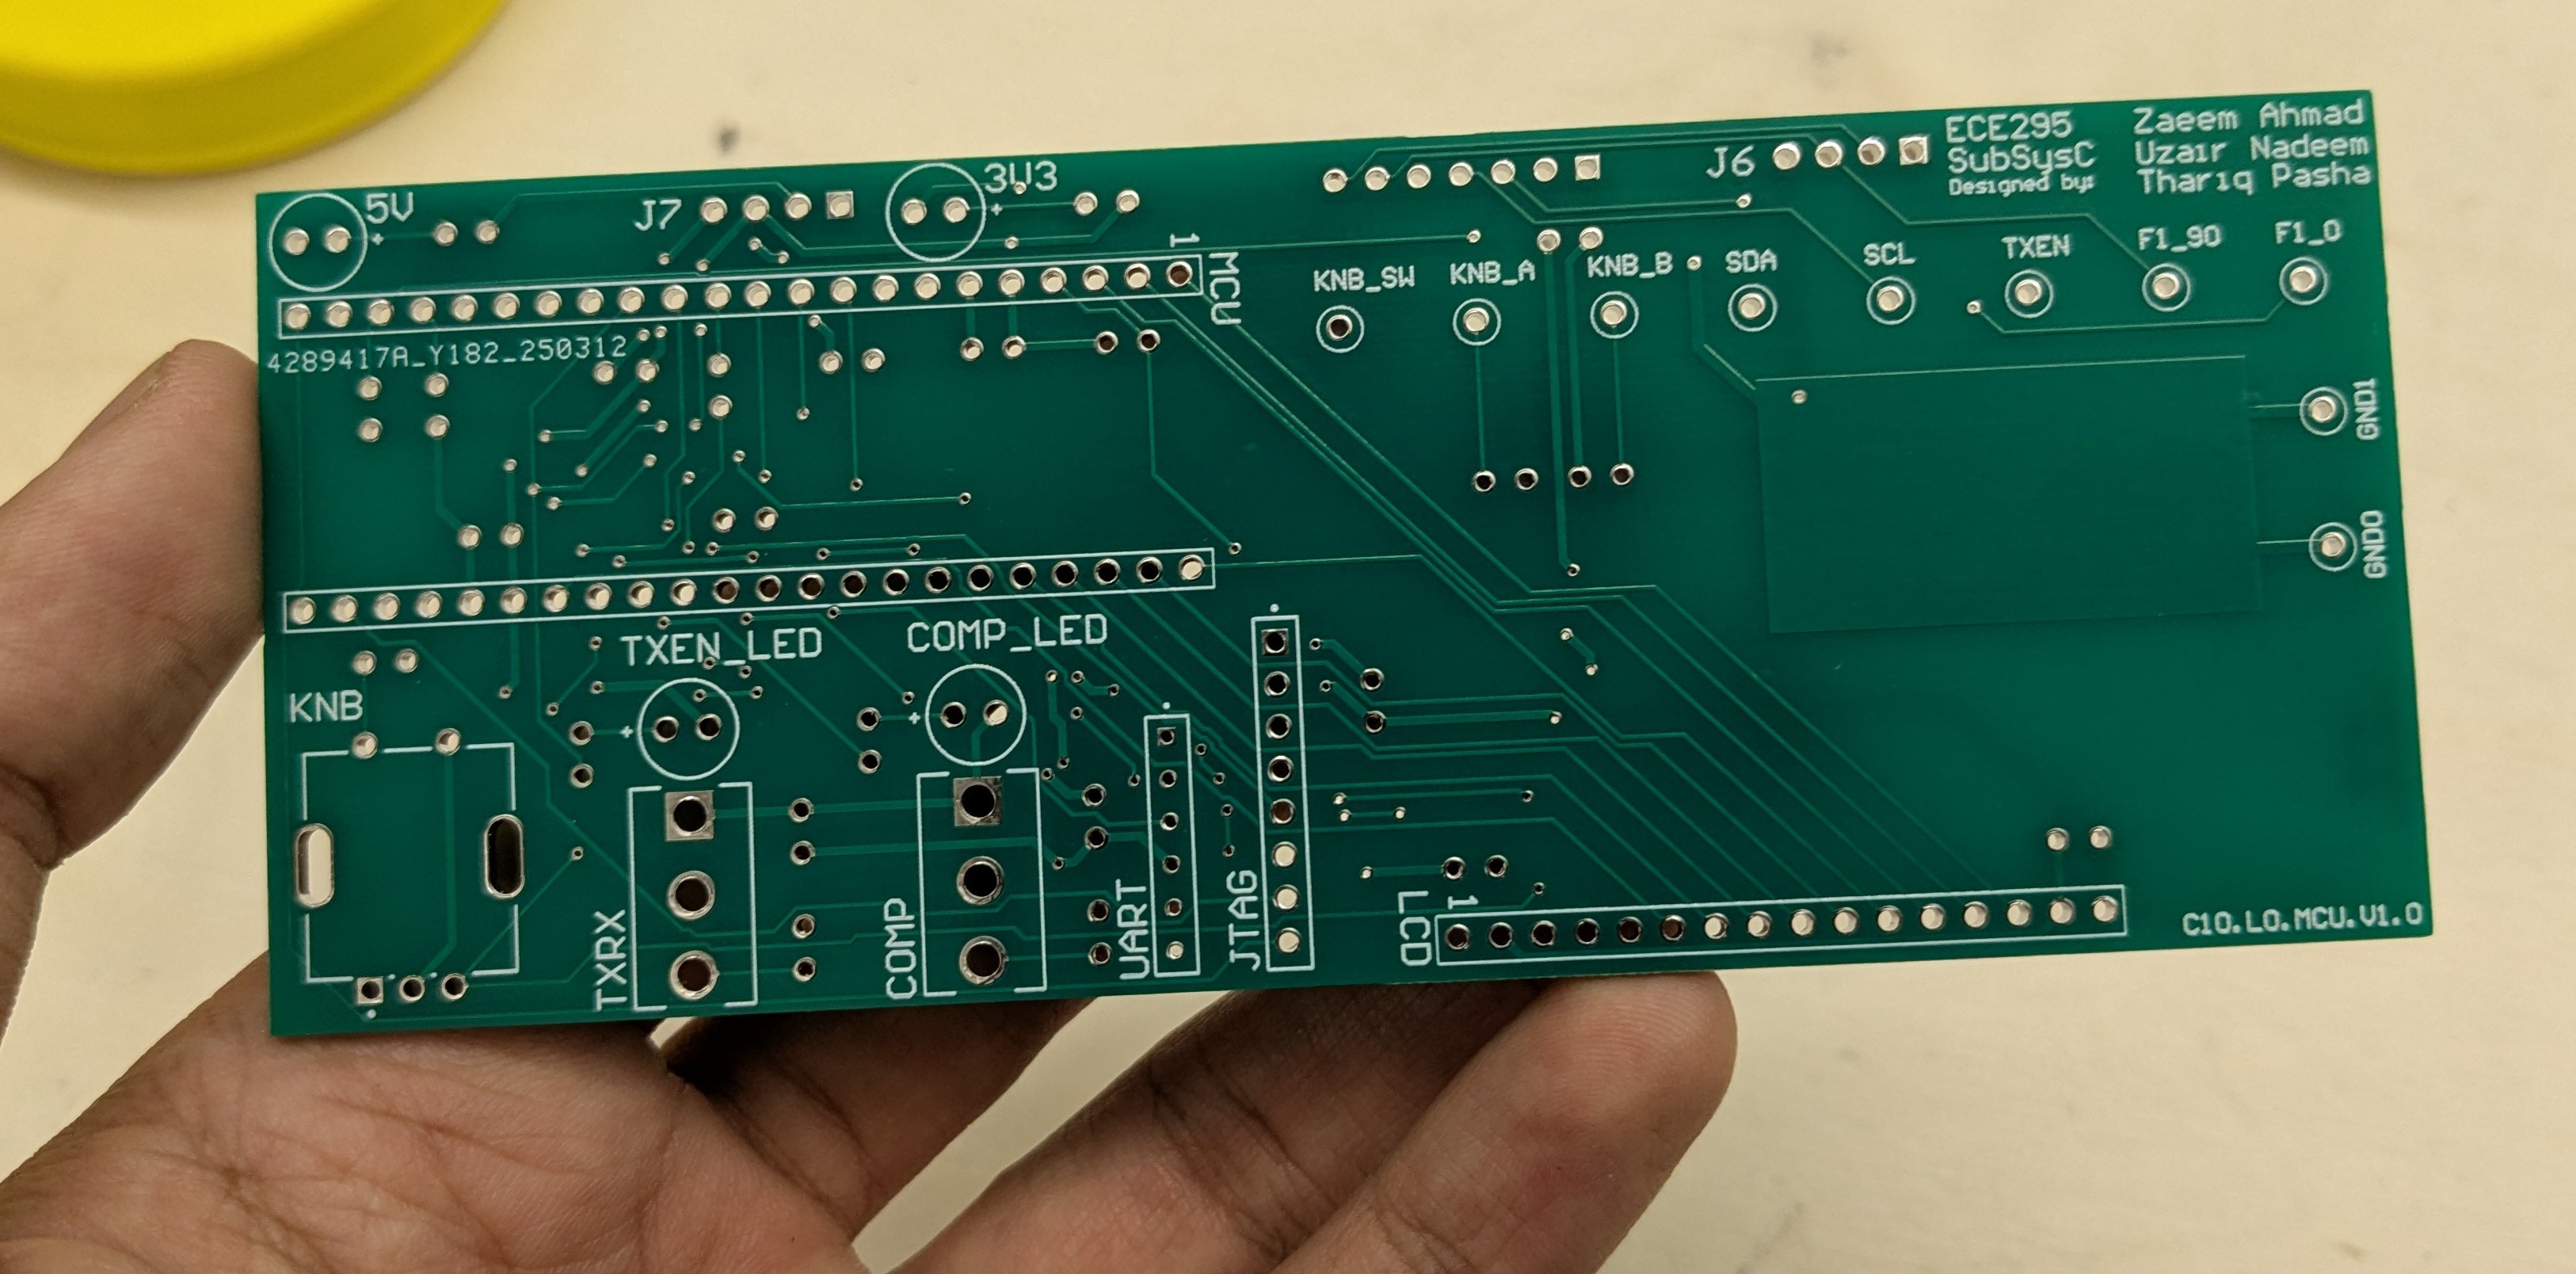 5V
J7
3V3
J6
ECE295
SubSysC
Designed by:
Zaeem Ahmad
Uzair Nadeem
Thariq Pasha
1
MCU
KNB_SW
KNB_A
KNB_B
SDA
SCL
TXEN
F1_90
F1_0
4289417A_Y182_250312
GND1
GND0
TXEN_LED
COMP_LED
KNB
TXRX
COMP
UART
JTAG
LCD
1
C10.L0.MCU.V1.0